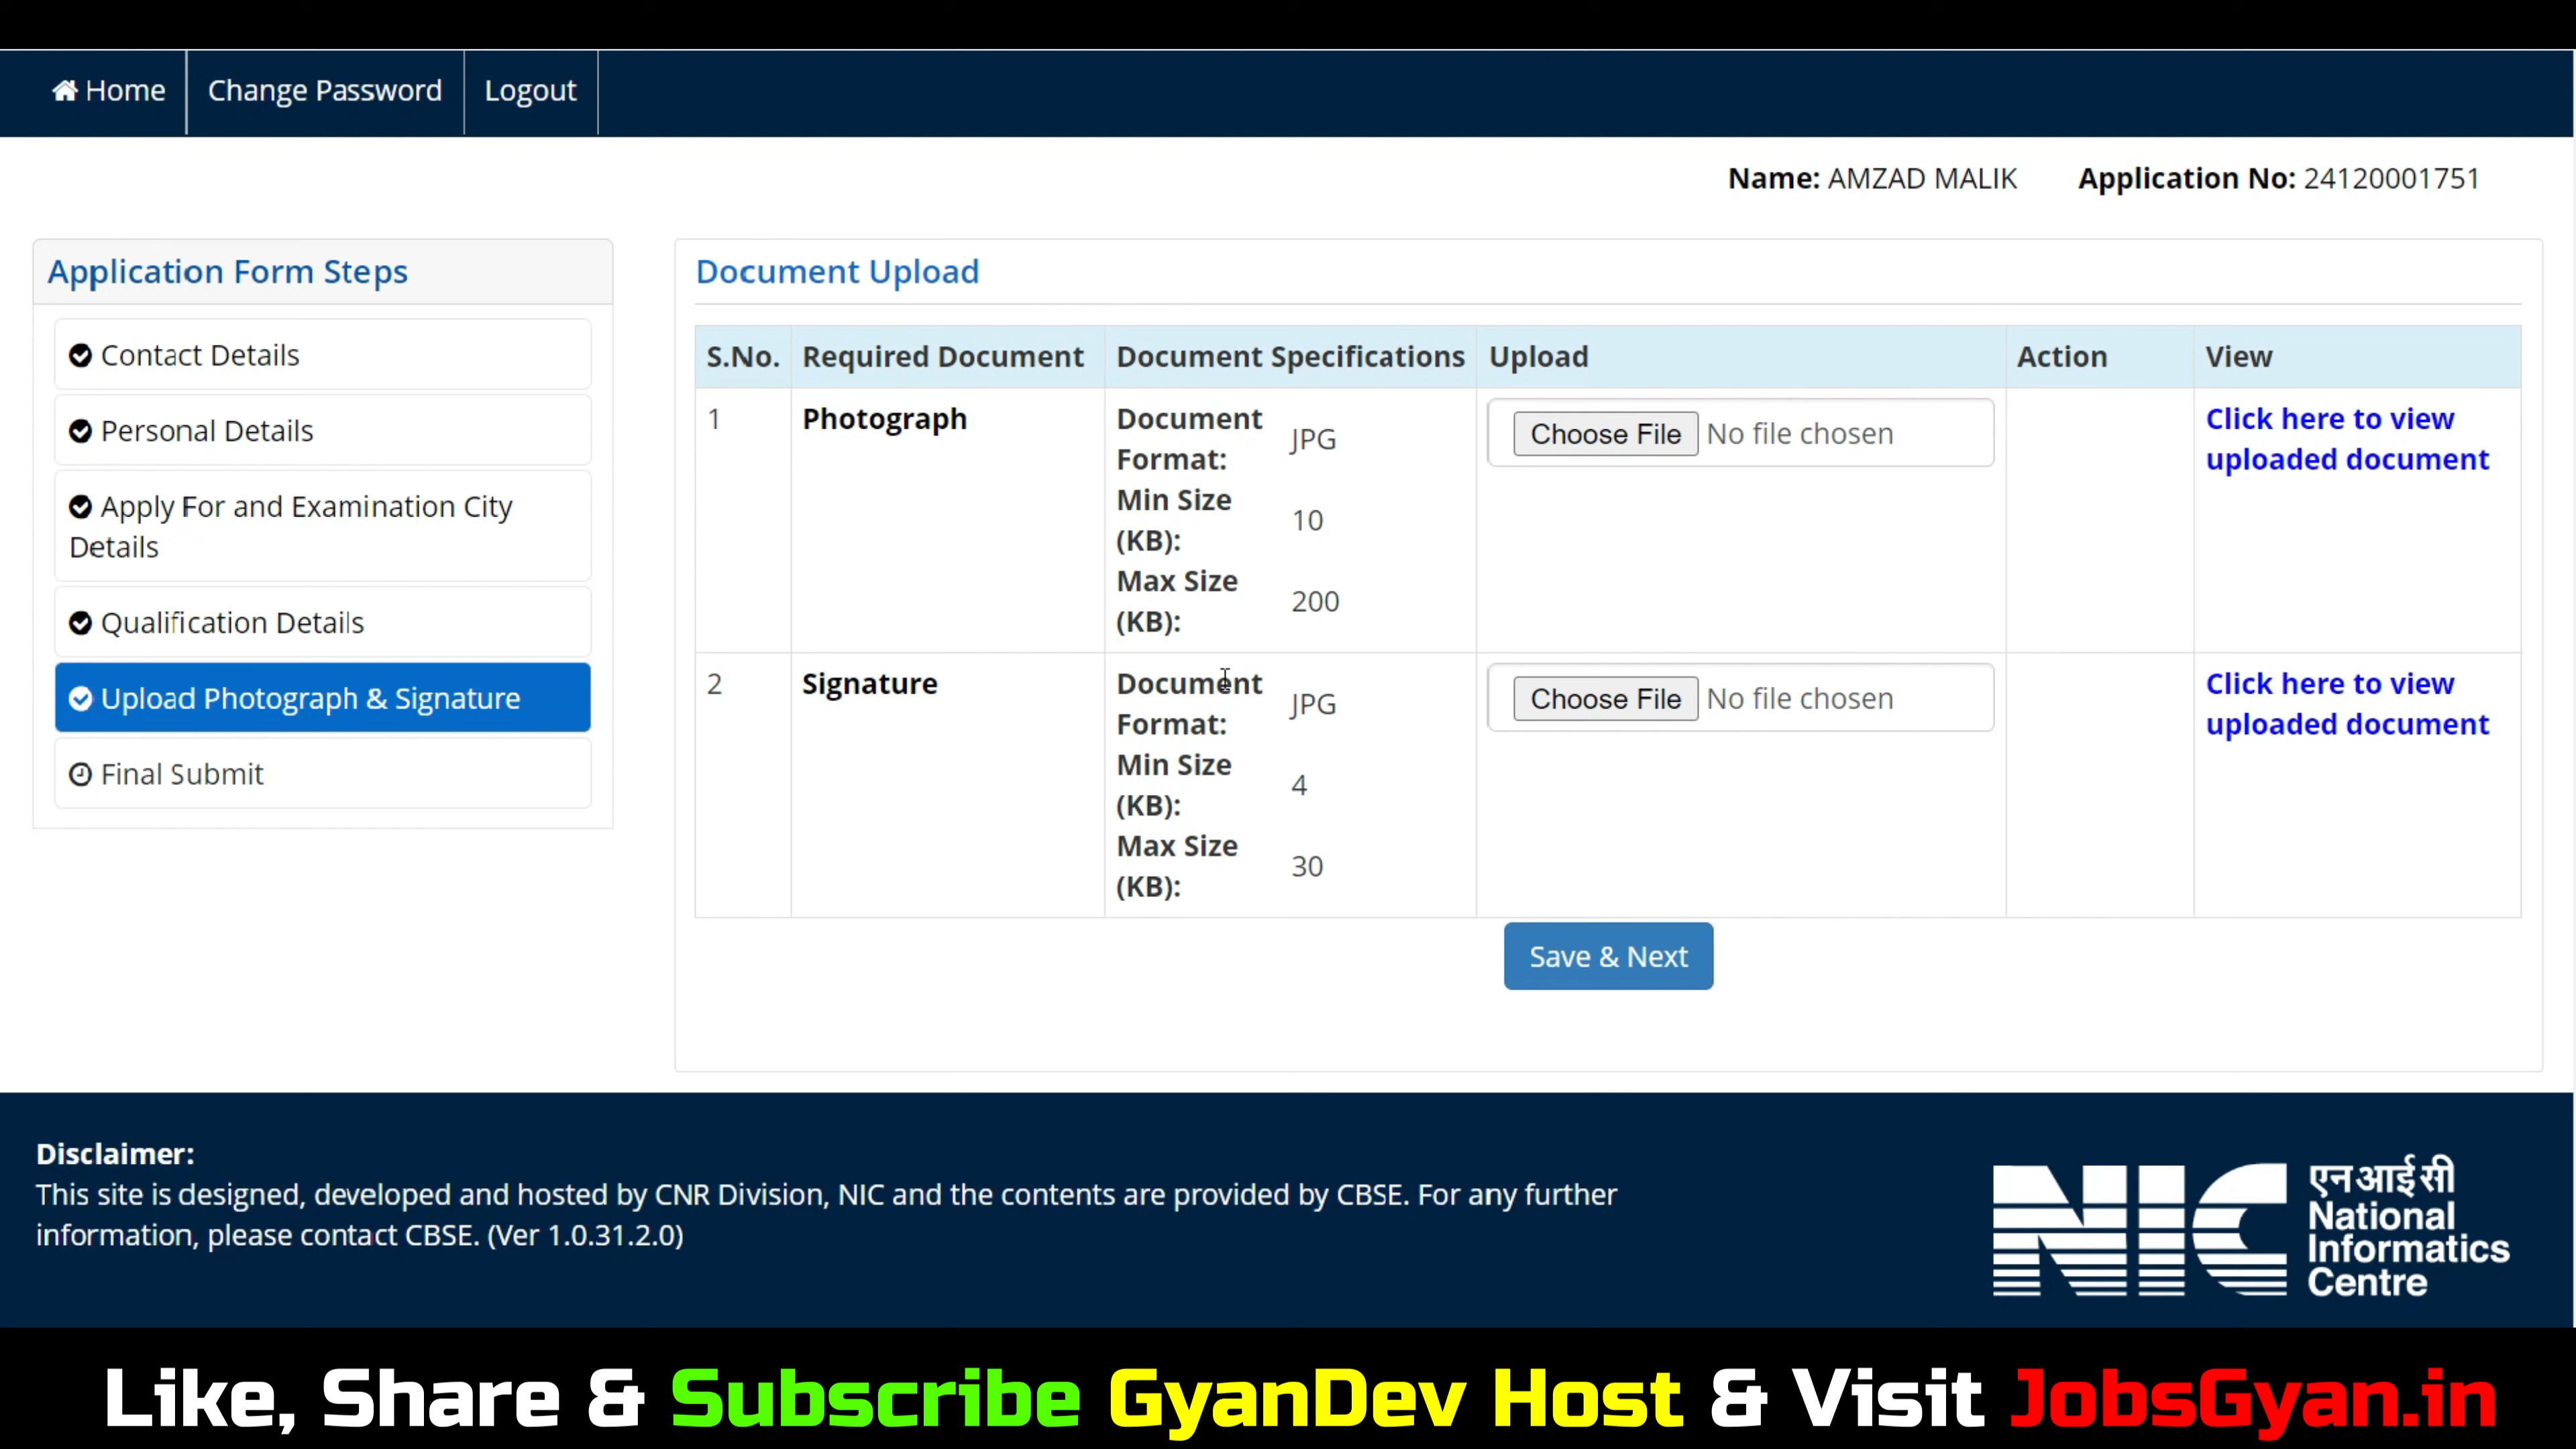 Home Change Password Logout
Name: AMZAD MALIK Application No: 24120001751
Application Form Steps
Contact Details
Personal Details
Apply For and Examination City
Details
Qualification Details
Upload Photograph & Signature
Final Submit
Document Upload
S.No. Required Document Document Specifications Upload Action View
1 Photograph
Document
Format:
JPG
Min Size
(KB):
10
Max Size
(KB):
200
Choose File No file chosen
Click here to view
uploaded document
2 Signature
Document
Format:
JPG
Min Size
(KB):
4
Max Size
(KB):
30
Choose File No file chosen
Click here to view
uploaded document
Save & Next
Disclaimer:
This site is designed, developed and hosted by CNR Division, NIC and the contents are provided by CBSE. For any further
information, please contact CBSE. (Ver 1.0.31.2.0)
NIC
एन आई सी
National
Informatics
Centre
Like, Share & Subscribe GyanDev Host & Visit JobsGyan.in